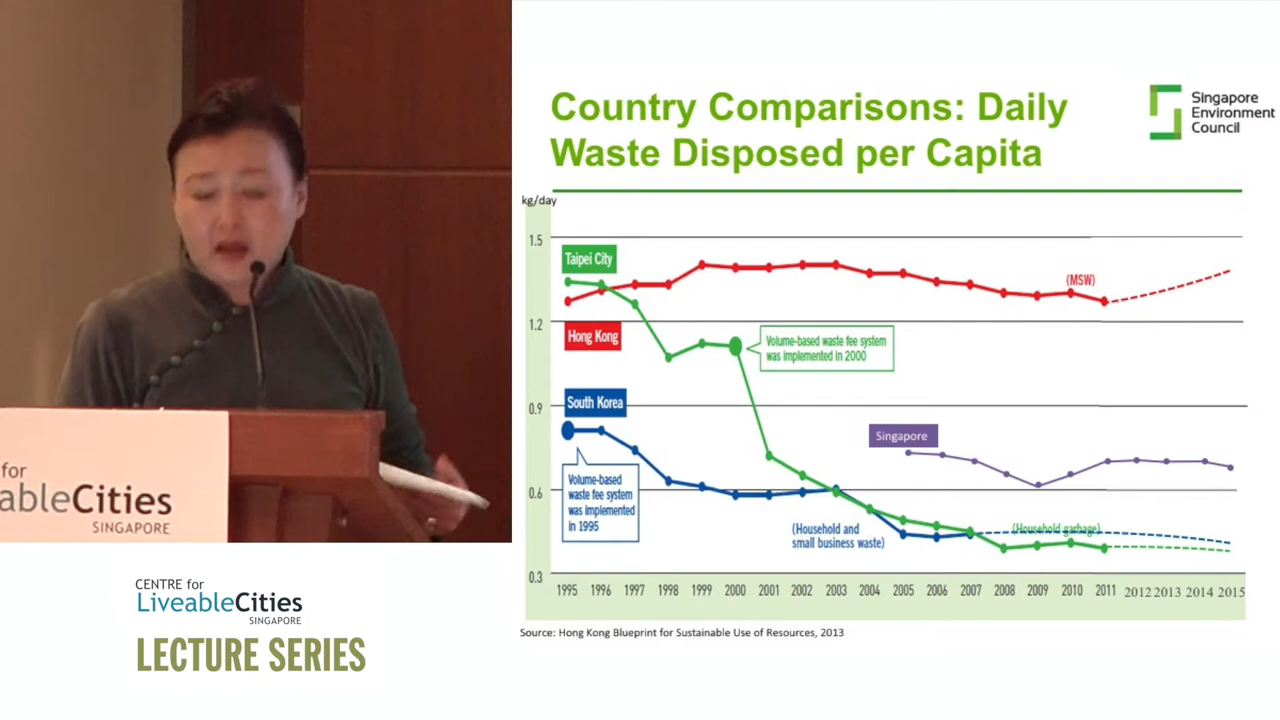 Country Comparisons: Daily
Waste Disposed per Capita
Singapore
Environment
Council
kg/day
1.5
1.2
0.9
0.6
0.3
Taipei City
Hong Kong
(MSW)
Volume-based waste fee system
was implemented in 2000
South Korea
Volume-based
waste fee system
was implemented
in 1995
Singapore
(Household and
small business waste)
(Household garbage)
1995 1996 1997 1998 1999 2000 2001 2002 2003 2004 2005 2006 2007 2008 2009 2010 2011 2012 2013 2014 2015
Source: Hong Kong Blueprint for Sustainable Use of Resources, 2013
for
ableCities
SINGAPORE
CENTRE for
LiveableCities
SINGAPORE
LECTURE SERIES